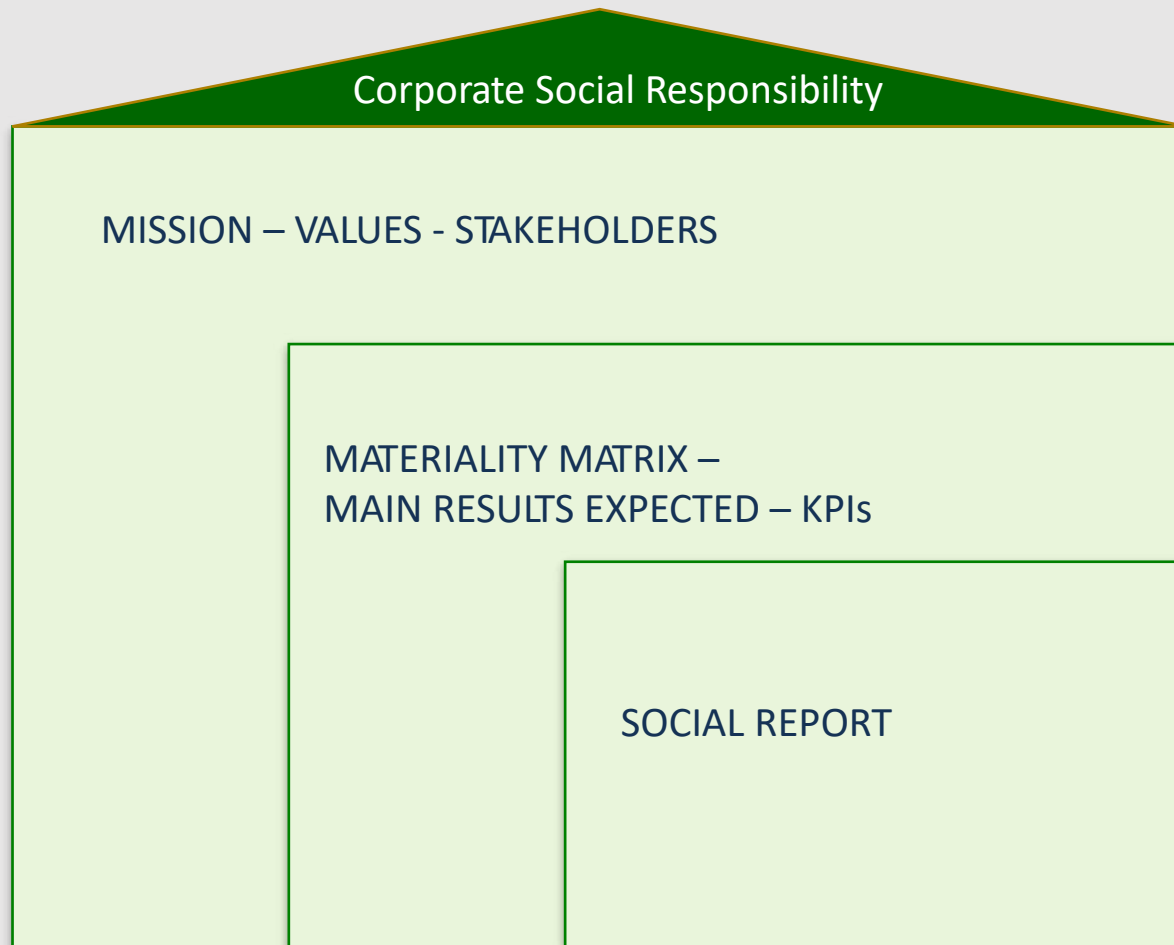 Corporate Social Responsibility
MISSION – VALUES - STAKEHOLDERS
MATERIALITY MATRIX –
MAIN RESULTS EXPECTED – KPIs
SOCIAL REPORT